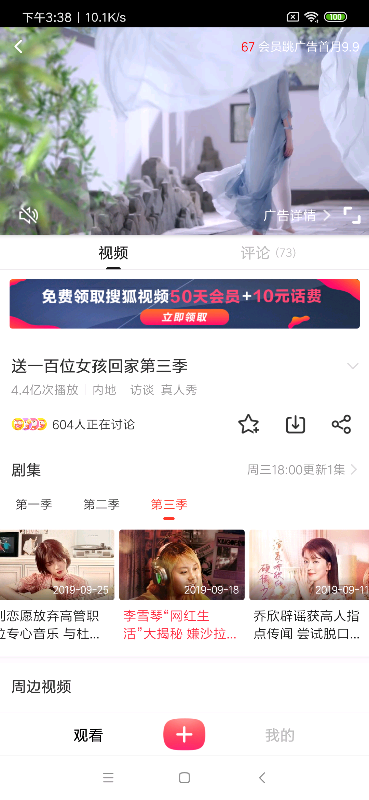 下午3:38 | 10.1K/s
100
67 会员跳广告首月9.9
广告详情
视频
评论 (73)
免费领取搜狐视频50天会员+10元话费
立即领取
送一百位女孩回家第三季
4.4亿次播放 | 内地 访谈 真人秀
604人正在讨论
剧集
周三18:00更新1集
第一季
第二季
第三季
2019-09-25
2019-09-18
2019-09-11
恋愿放弃高管职
位专心音乐 与杜...
李雪琴“网红生
活”大揭秘 嫌沙拉...
乔欣辟谣获高人指
点传闻 尝试脱口...
周边视频
观看
我的